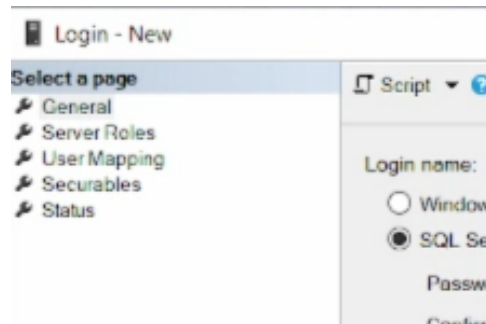 Login - New
Select a page
General
Server Roles
User Mapping
Securables
Status
Script
Login name:
Window
SQL Se
Passw